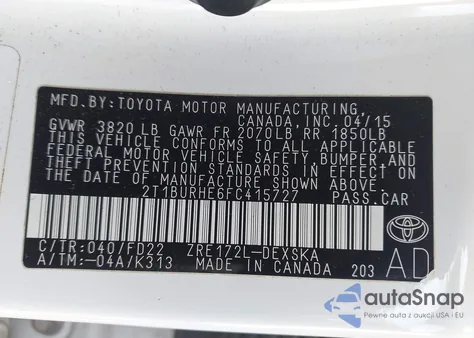 MFD. BY: TOYOTA MOTOR MANUFACTURING,
CANADA, INC. 04/15
GVWR 3820 LB GAWR FR 2070LB RR 1850LB
THIS VEHICLE CONFORMS TO ALL APPLICABLE
FEDERAL MOTOR VEHICLE SAFETY, BUMPER, AND
THEFT PREVENTION STANDARDS IN EFFECT ON
THE DATE OF MANUFACTURE SHOWN ABOVE.
2T1BURHE6FC415727 PASS.CAR
C/TR:040/FD22 ZRE172L-DEXSKA
A/TM:-04A/K313 MADE IN CANADA 203
TOYOTA
AD
autoSnap
Pewne auta z aukcji USA i EU